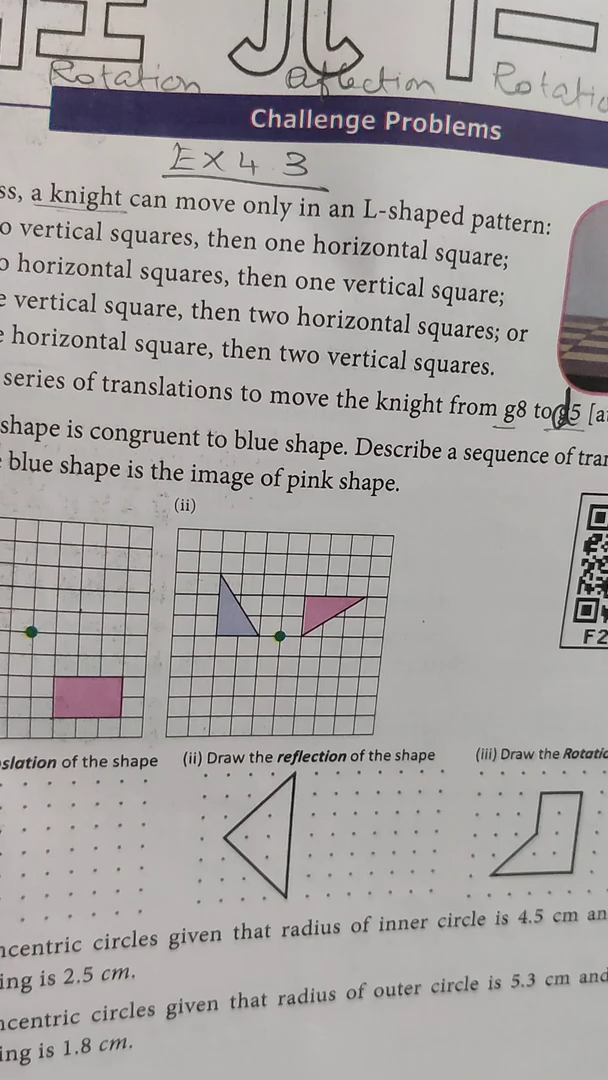 Rotation Reflection Rotatio
Challenge Problems
Ex 4 3
ss, a knight can move only in an L-shaped pattern:
o vertical squares, then one horizontal square;
o horizontal squares, then one vertical square;
e vertical square, then two horizontal squares; or
e horizontal square, then two vertical squares.
series of translations to move the knight from g8 to g5 [a
shape is congruent to blue shape. Describe a sequence of tra
blue shape is the image of pink shape.
(ii)
F2
slation of the shape (ii) Draw the reflection of the shape (iii) Draw the Rotatio
ncentric circles given that radius of inner circle is 4.5 cm an
ing is 2.5 cm.
ncentric circles given that radius of outer circle is 5.3 cm and
ing is 1.8 cm.